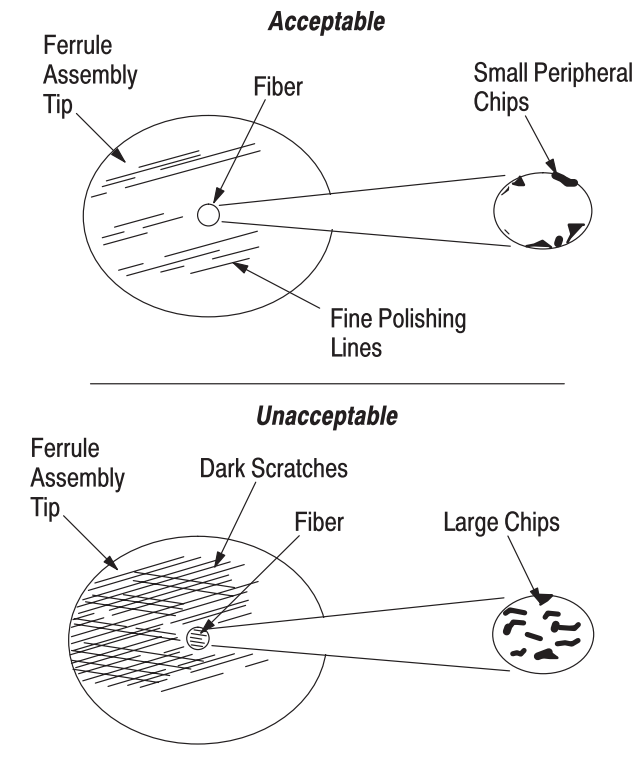 Acceptable
Ferrule
Assembly
Tip
Fiber
Small Peripheral
Chips
Fine Polishing
Lines
Unacceptable
Ferrule
Assembly
Tip
Dark Scratches
Fiber
Large Chips